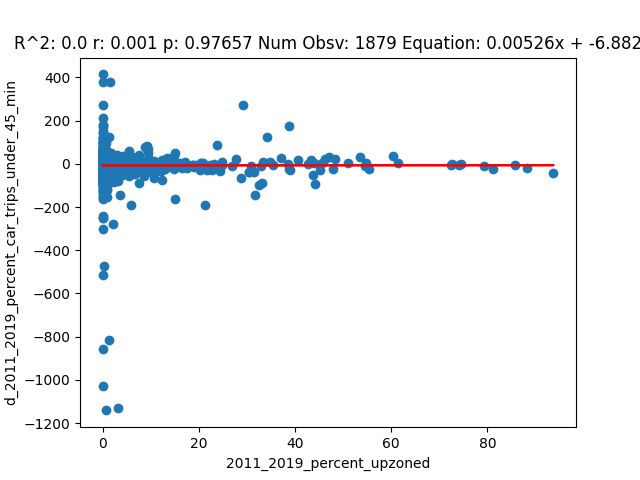 R^2: 0.0 r: 0.001 p: 0.97657 Num Obsv: 1879 Equation: 0.00526x + -6.882
400
200
0
−200
−400
−600
−800
−1000
−1200
d_2011_2019_percent_car_trips_under_45_min
0 20 40 60 80
2011_2019_percent_upzoned